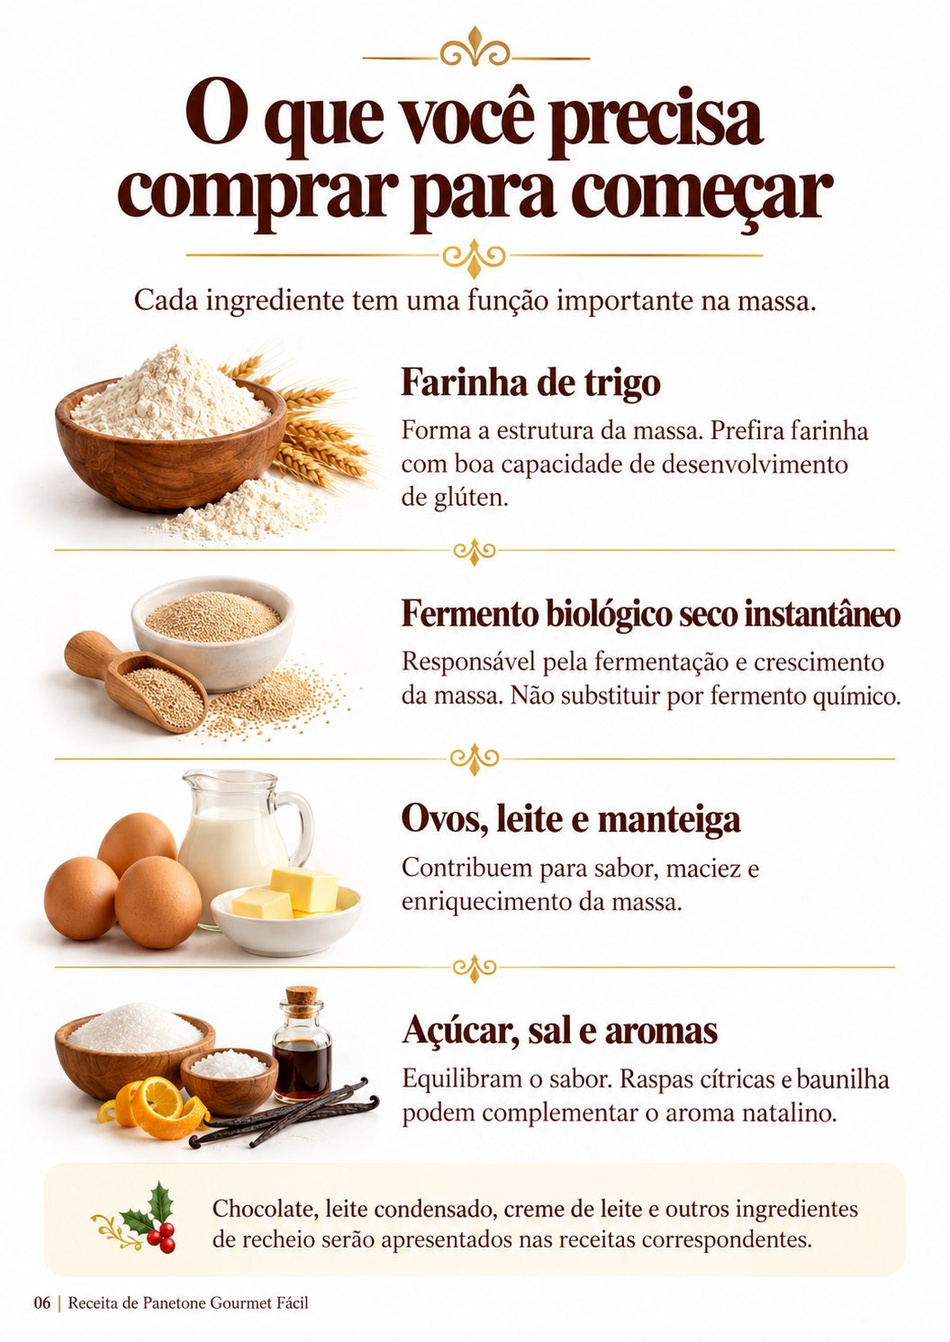 O que você precisa
comprar para começar
Cada ingrediente tem uma função importante na massa.
Farinha de trigo
Forma a estrutura da massa. Prefira farinha
com boa capacidade de desenvolvimento
de glúten.
Fermento biológico seco instantâneo
Responsável pela fermentação e crescimento
da massa. Não substituir por fermento químico.
Ovos, leite e manteiga
Contribuem para sabor, maciez e
enriquecimento da massa.
Açúcar, sal e aromas
Equilibram o sabor. Raspas cítricas e baunilha
podem complementar o aroma natalino.
Chocolate, leite condensado, creme de leite e outros ingredientes
de recheio serão apresentados nas receitas correspondentes.
06 | Receita de Panetone Gourmet Fácil